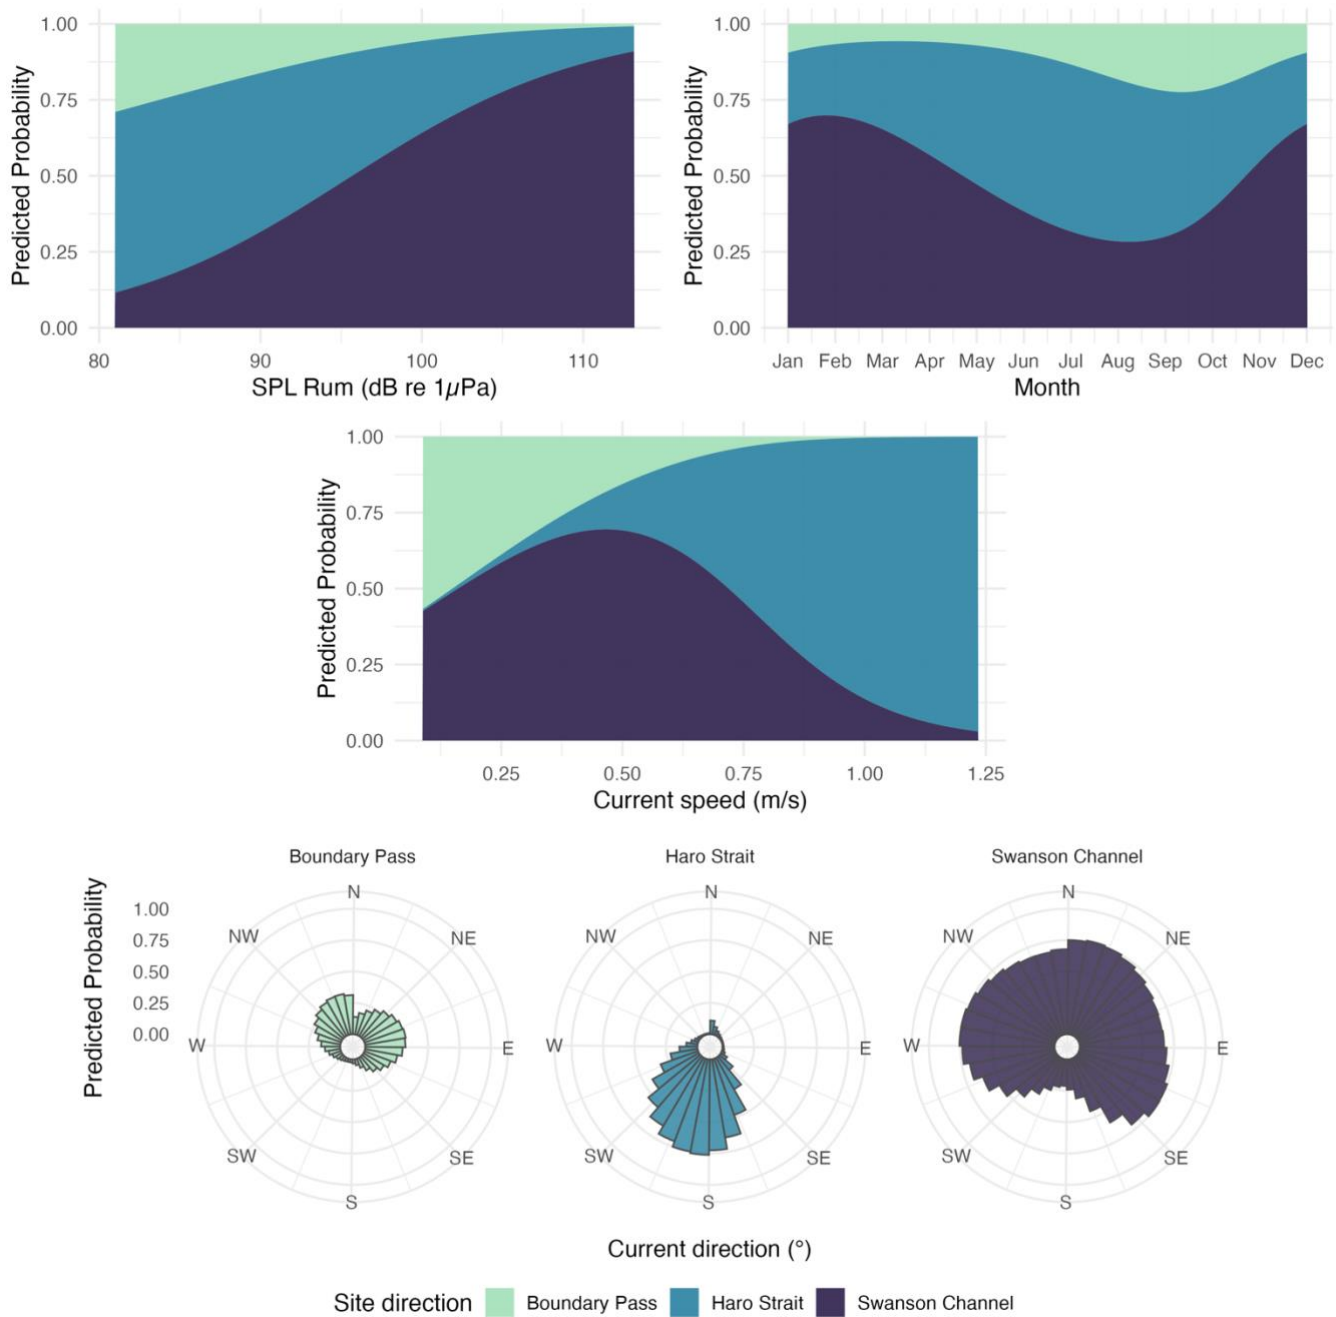 1.00
0.75
0.50
0.25
0.00
Predicted Probability
80 90 100 110
SPL Rum (dB re 1µPa)
1.00
0.75
0.50
0.25
0.00
Predicted Probability
Jan Feb Mar Apr May Jun Jul Aug Sep Oct Nov Dec
Month
1.00
0.75
0.50
0.25
0.00
Predicted Probability
0.25 0.50 0.75 1.00 1.25
Current speed (m/s)
Predicted Probability
1.00
0.75
0.50
0.25
0.00
Boundary Pass
N
NW NE
W E
SW SE
S
Haro Strait
N
NW NE
W E
SW SE
S
Swanson Channel
N
NW NE
W E
SW SE
S
Current direction (°)
Site direction Boundary Pass Haro Strait Swanson Channel